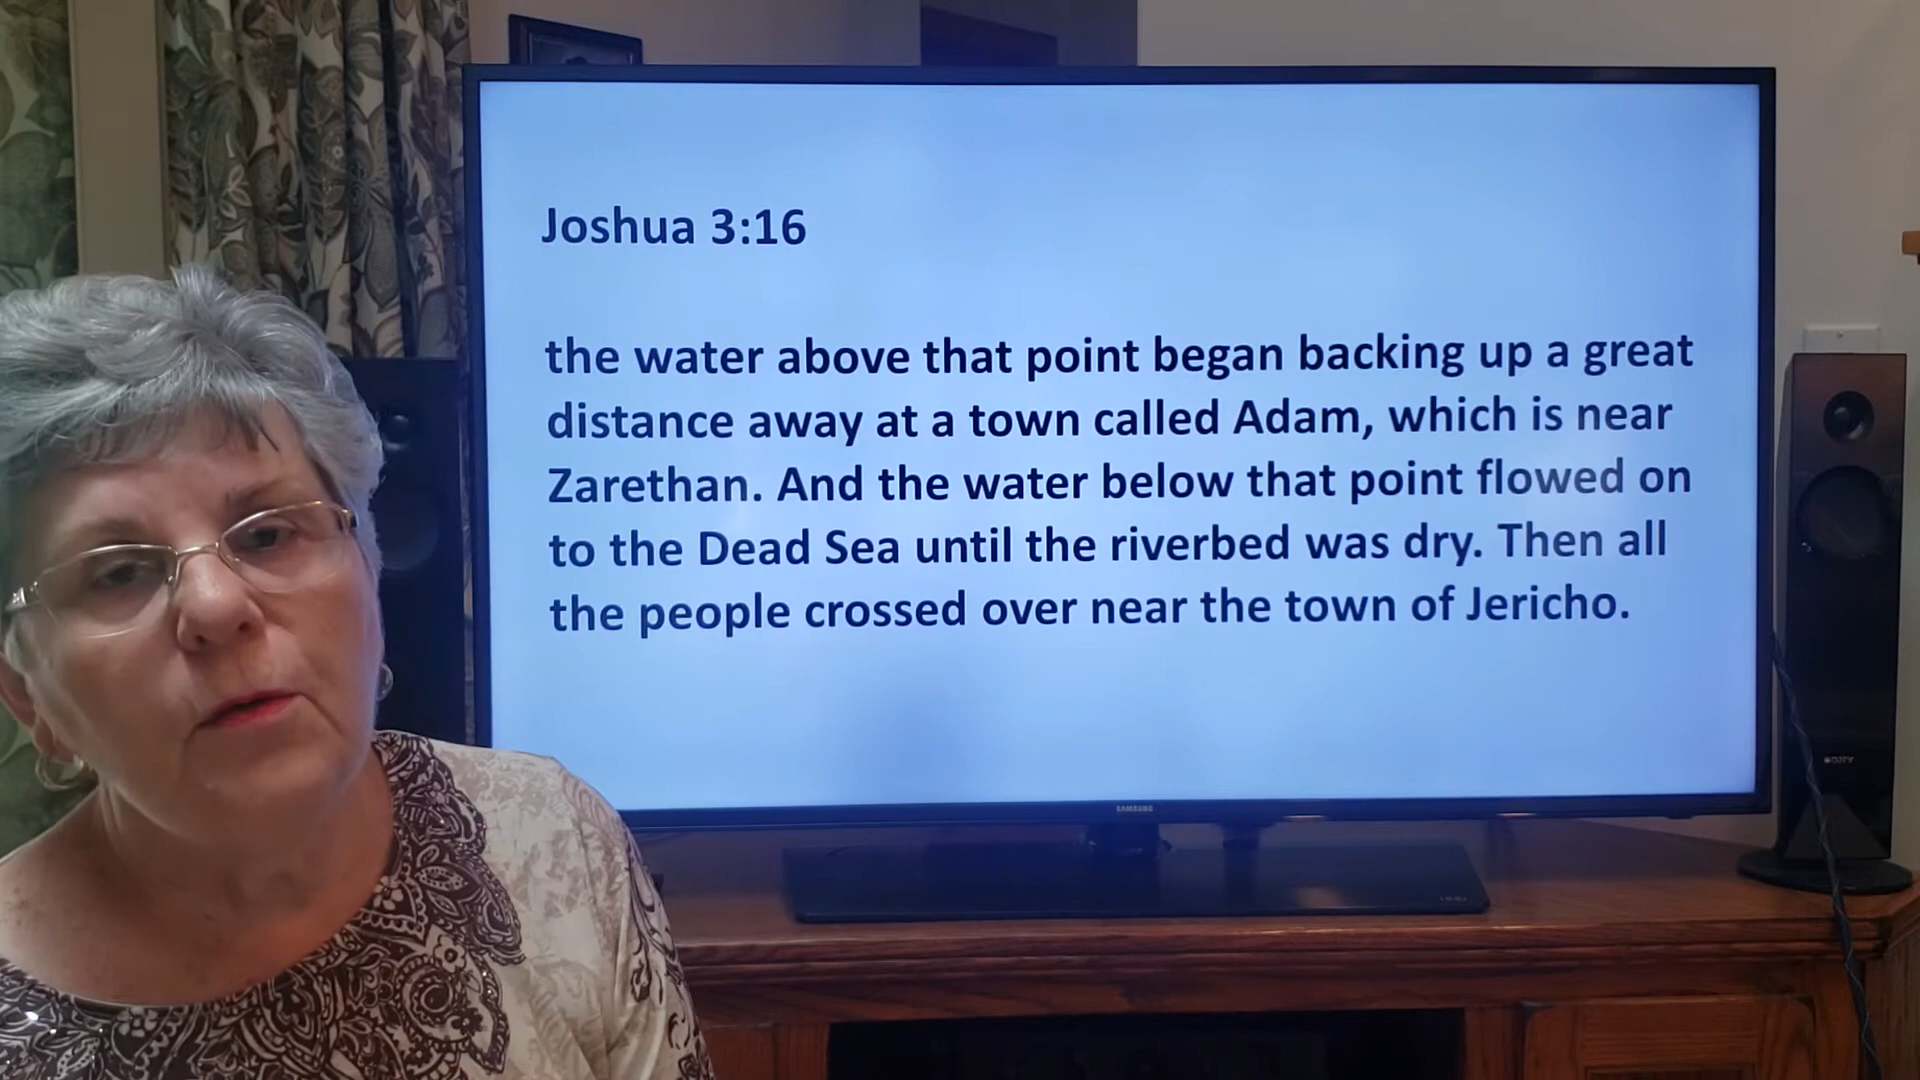 Joshua 3:16
the water above that point began backing up a great
distance away at a town called Adam, which is near
Zarethan. And the water below that point flowed on
to the Dead Sea until the riverbed was dry. Then all
the people crossed over near the town of Jericho.
SAMSUNG
SONY